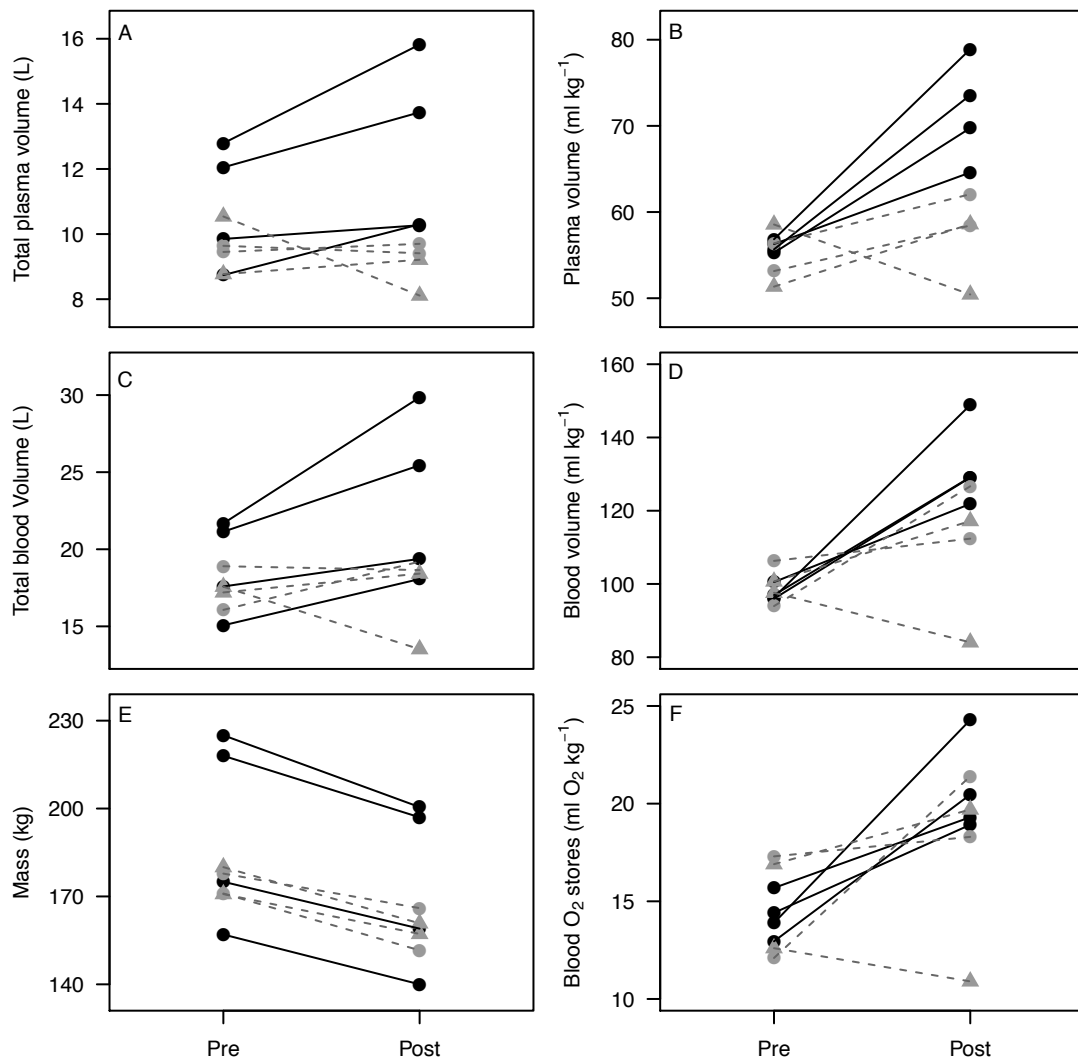 A
Total plasma volume (L)
16
14
12
10
8
B
Plasma volume (ml kg⁻¹)
80
70
60
50
C
Total blood Volume (L)
30
25
20
15
D
Blood volume (ml kg⁻¹)
160
140
120
100
80
E
Mass (kg)
230
200
170
140
Pre
Post
F
Blood O₂ stores (ml O₂ kg⁻¹)
25
20
15
10
Pre
Post